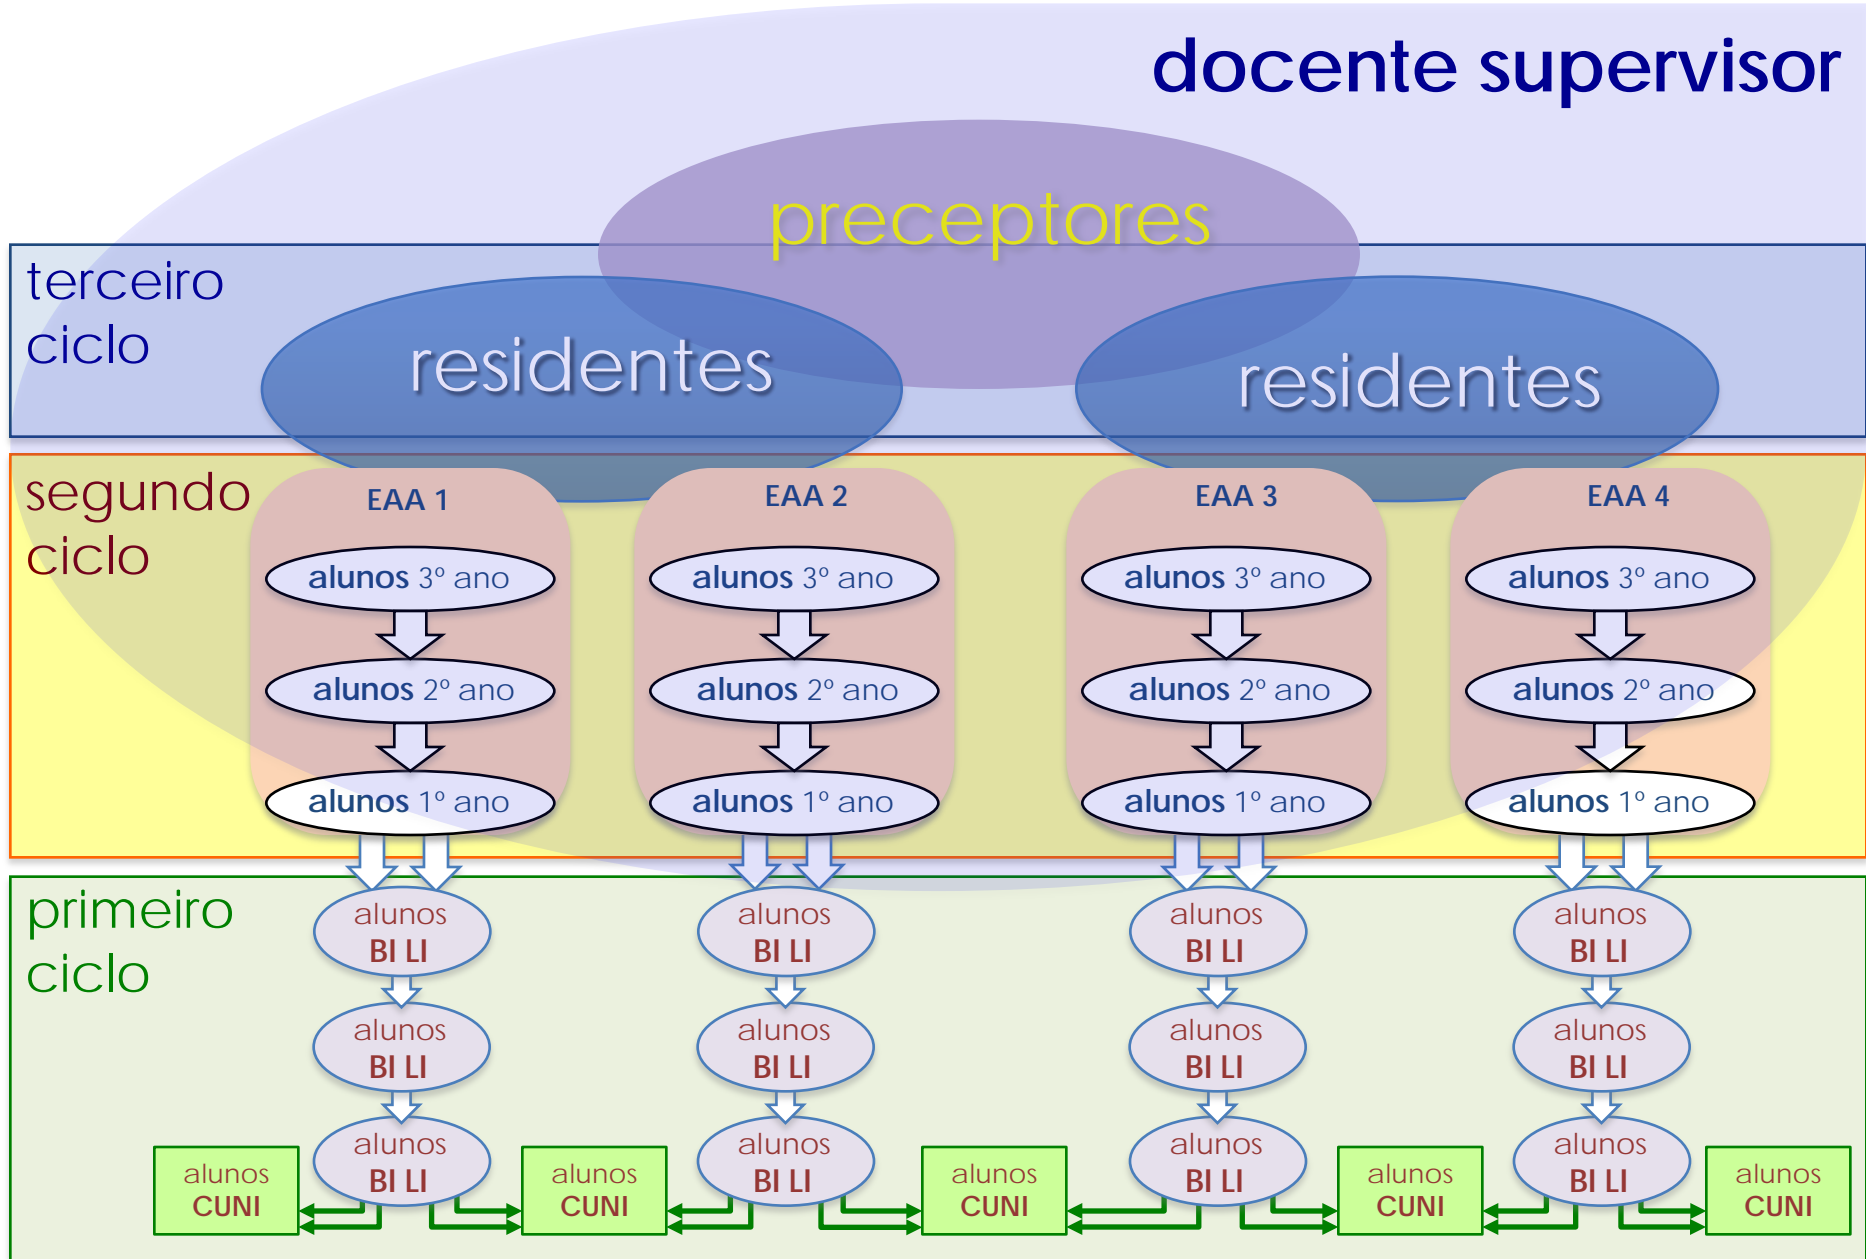 docente supervisor
preceptores
terceiro
ciclo
residentes
residentes
segundo
ciclo
EAA 1
EAA 2
EAA 3
EAA 4
alunos 3º ano
alunos 3º ano
alunos 3º ano
alunos 3º ano
alunos 2º ano
alunos 2º ano
alunos 2º ano
alunos 2º ano
alunos 1º ano
alunos 1º ano
alunos 1º ano
alunos 1º ano
primeiro
ciclo
alunos
BI LI
alunos
BI LI
alunos
BI LI
alunos
BI LI
alunos
BI LI
alunos
BI LI
alunos
BI LI
alunos
BI LI
alunos
CUNI
alunos
BI LI
alunos
CUNI
alunos
BI LI
alunos
CUNI
alunos
BI LI
alunos
CUNI
alunos
BI LI
alunos
CUNI